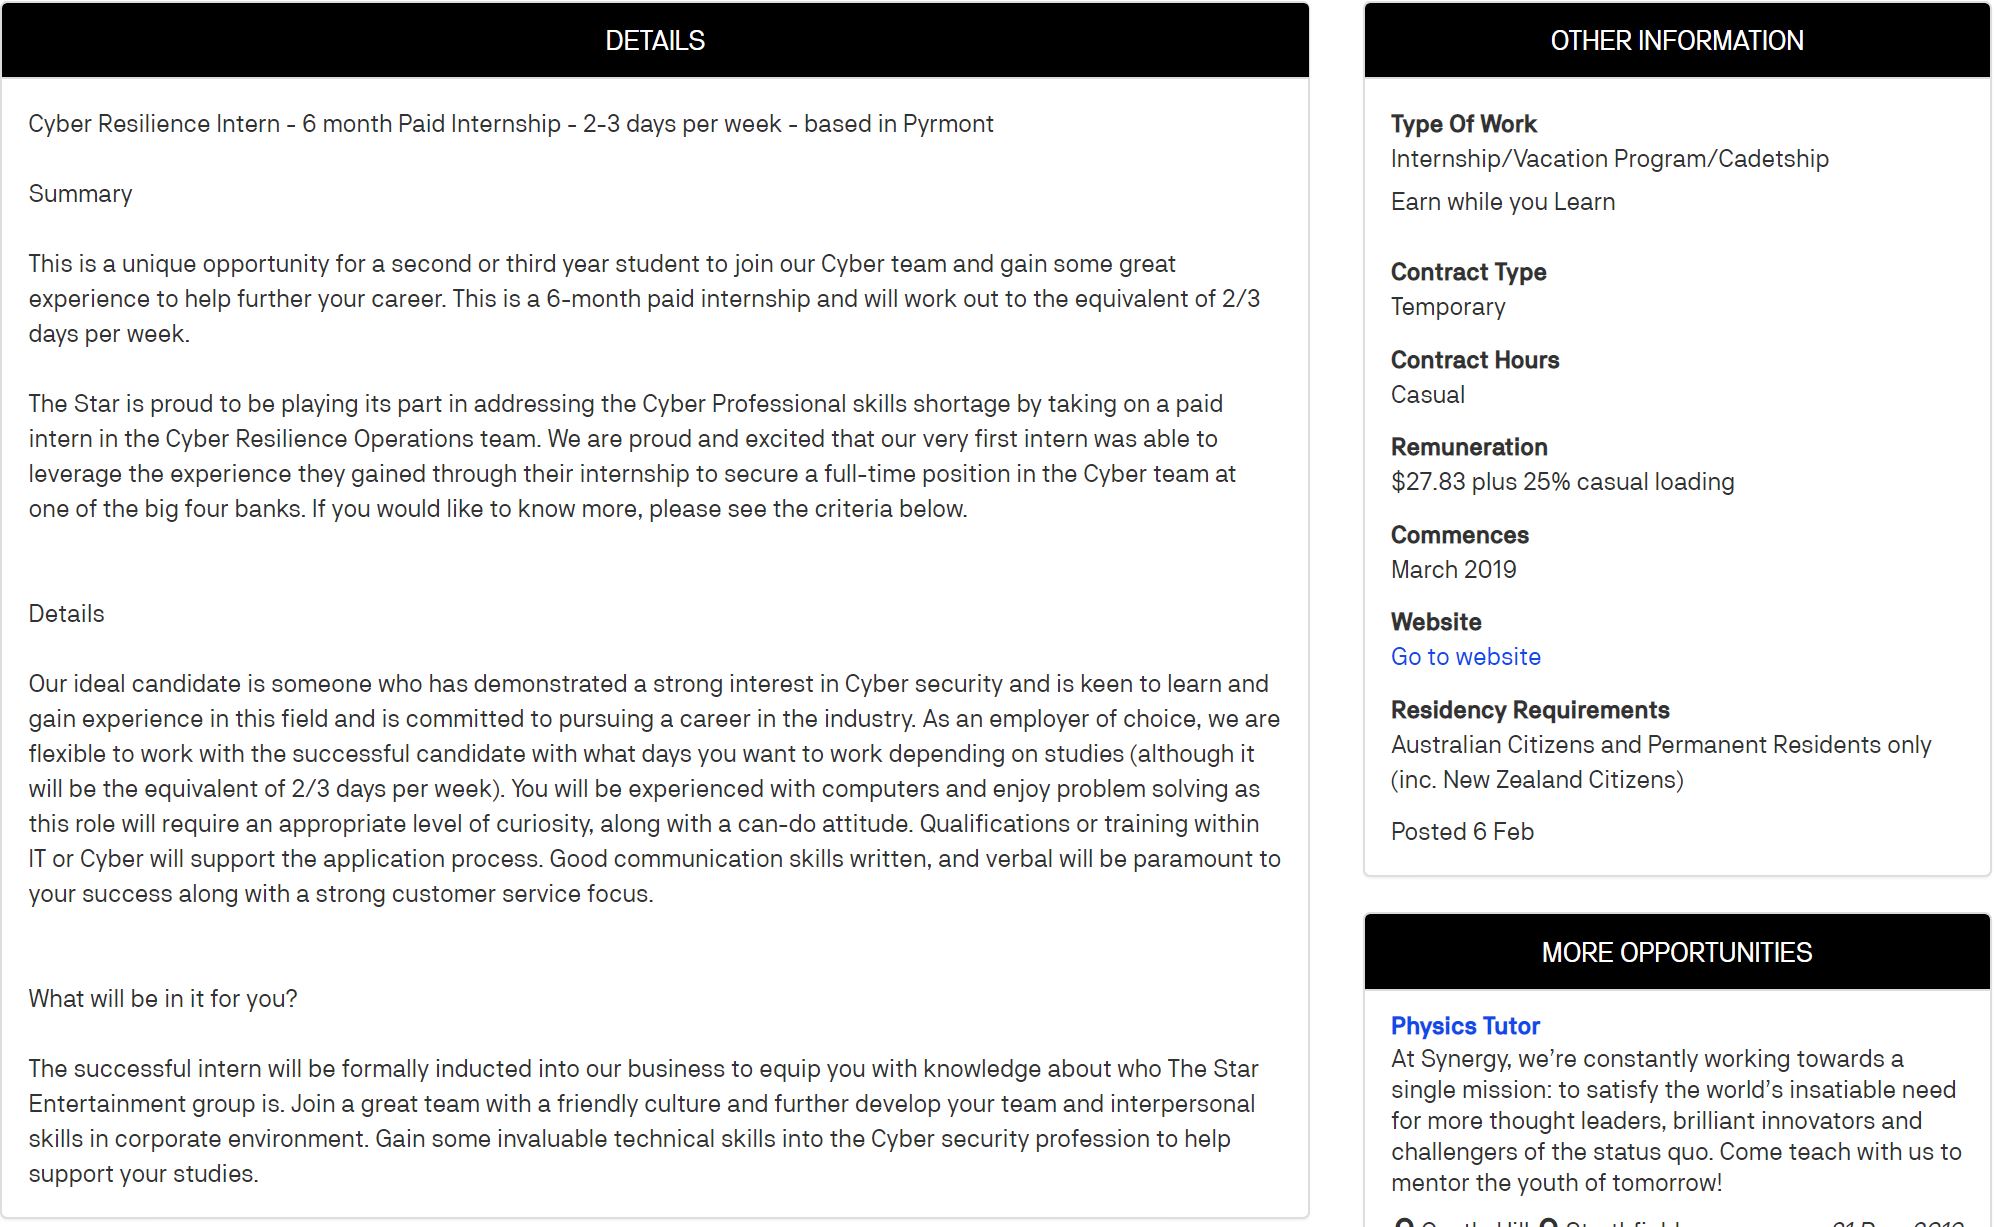 DETAILS
Cyber Resilience Intern - 6 month Paid Internship - 2-3 days per week - based in Pyrmont
Summary
This is a unique opportunity for a second or third year student to join our Cyber team and gain some great
experience to help further your career. This is a 6-month paid internship and will work out to the equivalent of 2/3
days per week.
The Star is proud to be playing its part in addressing the Cyber Professional skills shortage by taking on a paid
intern in the Cyber Resilience Operations team. We are proud and excited that our very first intern was able to
leverage the experience they gained through their internship to secure a full-time position in the Cyber team at
one of the big four banks. If you would like to know more, please see the criteria below.
Details
Our ideal candidate is someone who has demonstrated a strong interest in Cyber security and is keen to learn and
gain experience in this field and is committed to pursuing a career in the industry. As an employer of choice, we are
flexible to work with the successful candidate with what days you want to work depending on studies (although it
will be the equivalent of 2/3 days per week). You will be experienced with computers and enjoy problem solving as
this role will require an appropriate level of curiosity, along with a can-do attitude. Qualifications or training within
IT or Cyber will support the application process. Good communication skills written, and verbal will be paramount to
your success along with a strong customer service focus.
What will be in it for you?
The successful intern will be formally inducted into our business to equip you with knowledge about who The Star
Entertainment group is. Join a great team with a friendly culture and further develop your team and interpersonal
skills in corporate environment. Gain some invaluable technical skills into the Cyber security profession to help
support your studies.
OTHER INFORMATION
Type Of Work
Internship/Vacation Program/Cadetship
Earn while you Learn
Contract Type
Temporary
Contract Hours
Casual
Remuneration
$27.83 plus 25% casual loading
Commences
March 2019
Website
Go to website
Residency Requirements
Australian Citizens and Permanent Residents only
(inc. New Zealand Citizens)
Posted 6 Feb
MORE OPPORTUNITIES
Physics Tutor
At Synergy, we're constantly working towards a
single mission: to satisfy the world's insatiable need
for more thought leaders, brilliant innovators and
challengers of the status quo. Come teach with us to
mentor the youth of tomorrow!